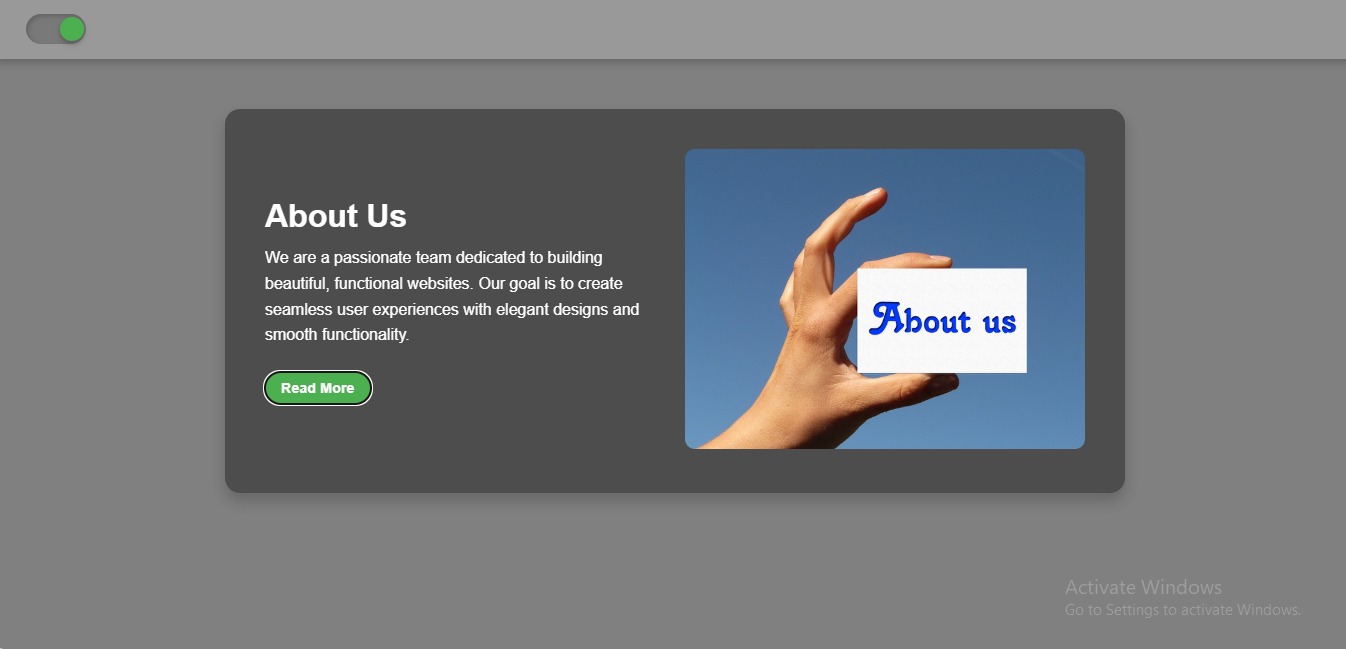 About Us
We are a passionate team dedicated to building
beautiful, functional websites. Our goal is to create
seamless user experiences with elegant designs and
smooth functionality.
Read More
About us
Activate Windows
Go to Settings to activate Windows.